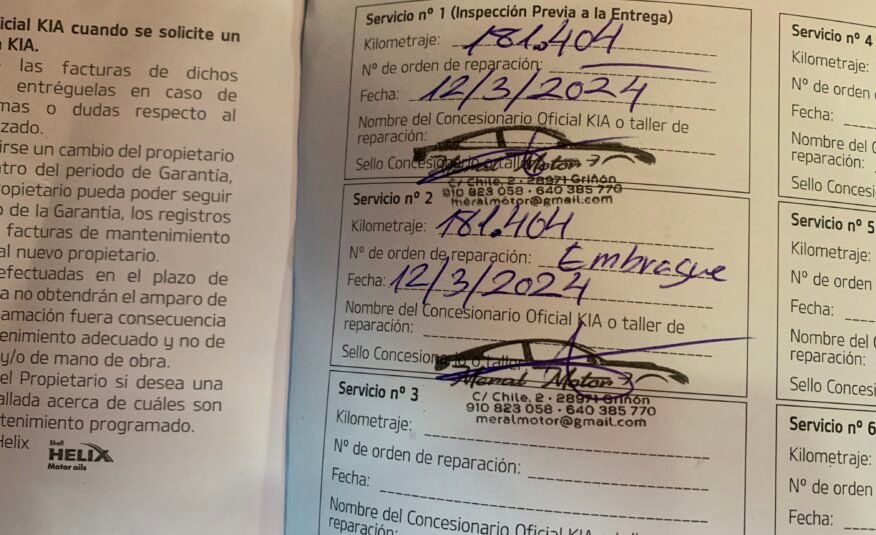 icial KIA cuando se solicite un
KIA.
las facturas de dichos
entréguelas en caso de
mas o dudas respecto al
zado.
irse un cambio del propietario
ntro del periodo de Garantía,
ropietario pueda poder seguir
o de la Garantía, los registros
facturas de mantenimiento
al nuevo propietario.
efectuadas en el plazo de
a no obtendrán el amparo de
amación fuera consecuencia
enimiento adecuado y no de
y/o de mano de obra.
el Propietario si desea una
allada acerca de cuáles son
tenimiento programado.
Helix
Shell
HELIX
Motor oils
Servicio nº 1 (Inspección Previa a la Entrega)
Kilometraje: 181.404
Nº de orden de reparación:
Fecha: 12/3/2024
Nombre del Concesionario Oficial KIA o taller de
reparación:
Sello Concesionario o taller
Meral Motor
C/ Chile, 2 - 28971 Griñón
910 823 058 - 640 385 770
meralmotor@gmail.com
Servicio nº 2
Kilometraje: 181.404
Nº de orden de reparación: Embrague
Fecha: 12/3/2024
Nombre del Concesionario Oficial KIA o taller de
reparación:
Sello Concesionario o taller
Meral Motor
C/ Chile, 2 - 28971 Griñón
910 823 058 - 640 385 770
meralmotor@gmail.com
Servicio nº 3
Kilometraje:
Nº de orden de reparación:
Fecha:
Nombre del Concesionario Oficial KIA o taller de
reparación:
Servicio nº 4
Kilometraje:
Nº de orden
Fecha:
Nombre del C
reparación:
Sello Concesi
Servicio nº 5
Kilometraje:
Nº de orden
Fecha:
Nombre del
reparación:
Sello Concesi
Servicio nº 6
Kilometraje:
Nº de orden
Fecha: